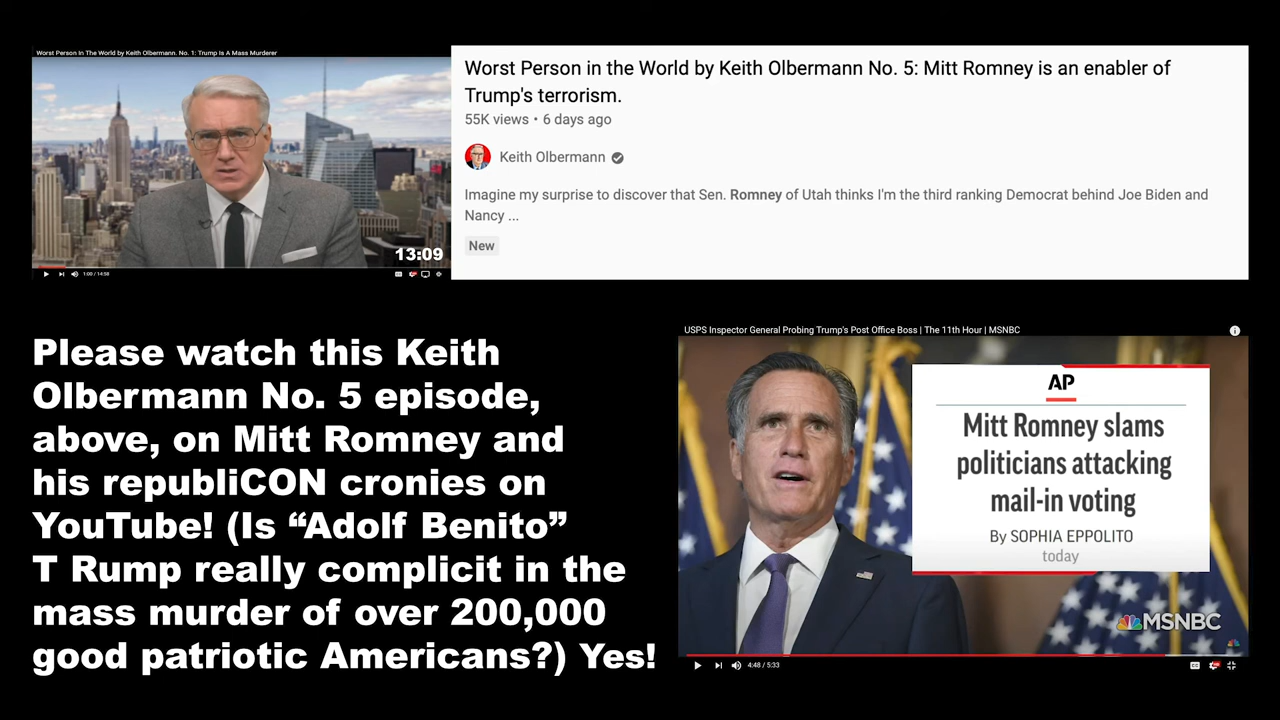 Worst Person In The World by Keith Olbermann. No. 1: Trump Is A Mass Murderer
13:09
1:00 / 14:58
Worst Person in the World by Keith Olbermann No. 5: Mitt Romney is an enabler of
Trump's terrorism.
55K views • 6 days ago
Keith Olbermann
Imagine my surprise to discover that Sen. Romney of Utah thinks I'm the third ranking Democrat behind Joe Biden and
Nancy ...
New
Please watch this Keith
Olbermann No. 5 episode,
above, on Mitt Romney and
his republiCON cronies on
YouTube! (Is “Adolf Benito”
T Rump really complicit in the
mass murder of over 200,000
good patriotic Americans?) Yes!
USPS Inspector General Probing Trump's Post Office Boss | The 11th Hour | MSNBC
AP
Mitt Romney slams
politicians attacking
mail-in voting
By SOPHIA EPPOLITO
today
MSNBC
4:48 / 5:33